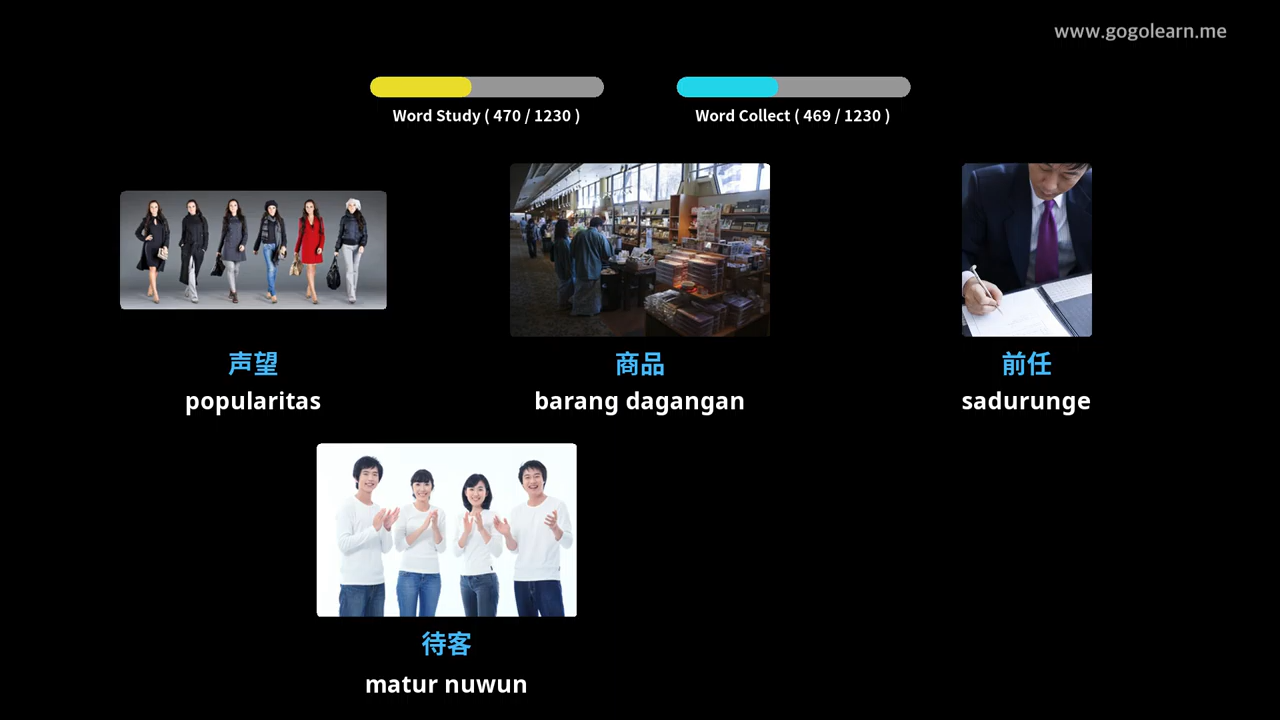 www.gogolearn.me
Word Study ( 470 / 1230 )
Word Collect ( 469 / 1230 )
声望
popularitas
商品
barang dagangan
前任
sadurunge
待客
matur nuwun